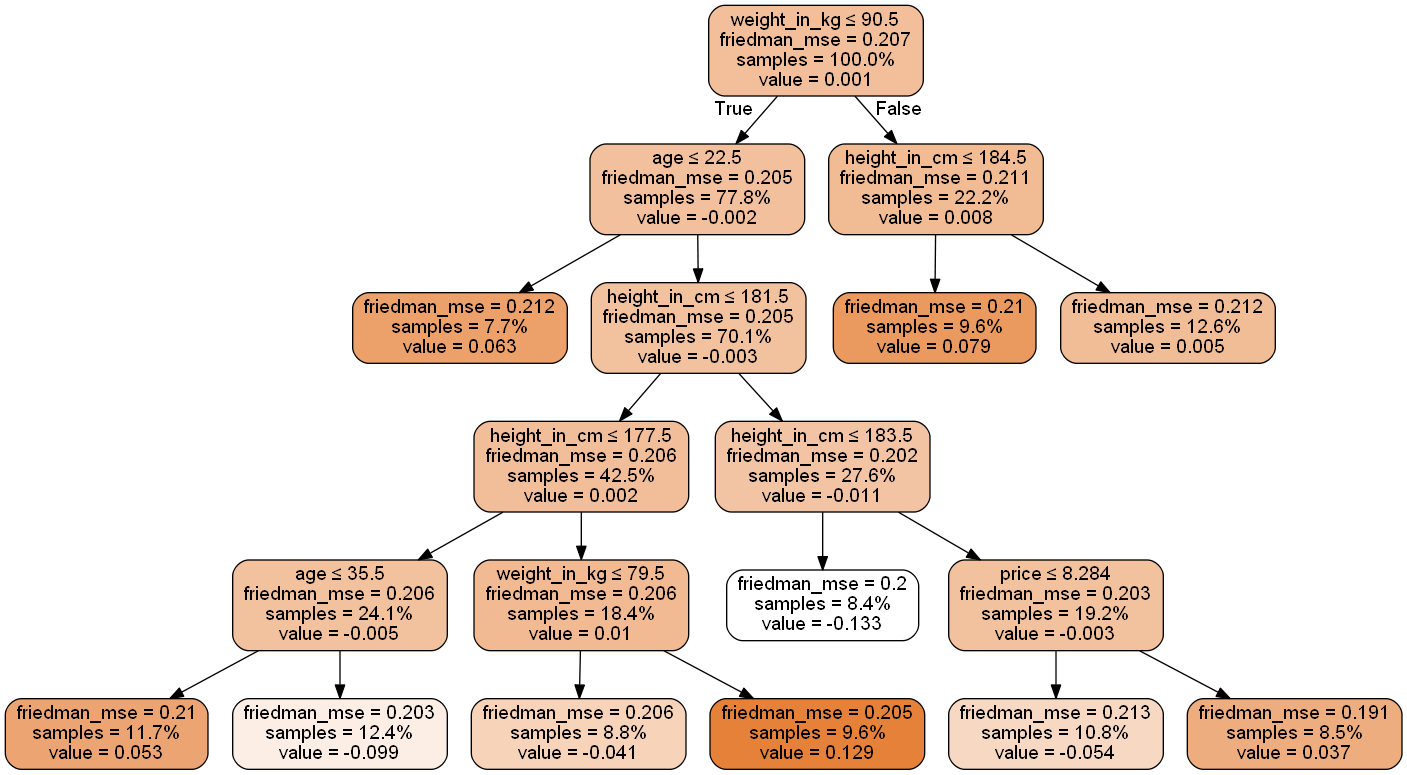 weight_in_kg ≤ 90.5
friedman_mse = 0.207
samples = 100.0%
value = 0.001
True
False
age ≤ 22.5
friedman_mse = 0.205
samples = 77.8%
value = -0.002
height_in_cm ≤ 184.5
friedman_mse = 0.211
samples = 22.2%
value = 0.008
friedman_mse = 0.212
samples = 7.7%
value = 0.063
height_in_cm ≤ 181.5
friedman_mse = 0.205
samples = 70.1%
value = -0.003
friedman_mse = 0.21
samples = 9.6%
value = 0.079
friedman_mse = 0.212
samples = 12.6%
value = 0.005
height_in_cm ≤ 177.5
friedman_mse = 0.206
samples = 42.5%
value = 0.002
height_in_cm ≤ 183.5
friedman_mse = 0.202
samples = 27.6%
value = -0.011
age ≤ 35.5
friedman_mse = 0.206
samples = 24.1%
value = -0.005
weight_in_kg ≤ 79.5
friedman_mse = 0.206
samples = 18.4%
value = 0.01
friedman_mse = 0.2
samples = 8.4%
value = -0.133
price ≤ 8.284
friedman_mse = 0.203
samples = 19.2%
value = -0.003
friedman_mse = 0.21
samples = 11.7%
value = 0.053
friedman_mse = 0.203
samples = 12.4%
value = -0.099
friedman_mse = 0.206
samples = 8.8%
value = -0.041
friedman_mse = 0.205
samples = 9.6%
value = 0.129
friedman_mse = 0.213
samples = 10.8%
value = -0.054
friedman_mse = 0.191
samples = 8.5%
value = 0.037